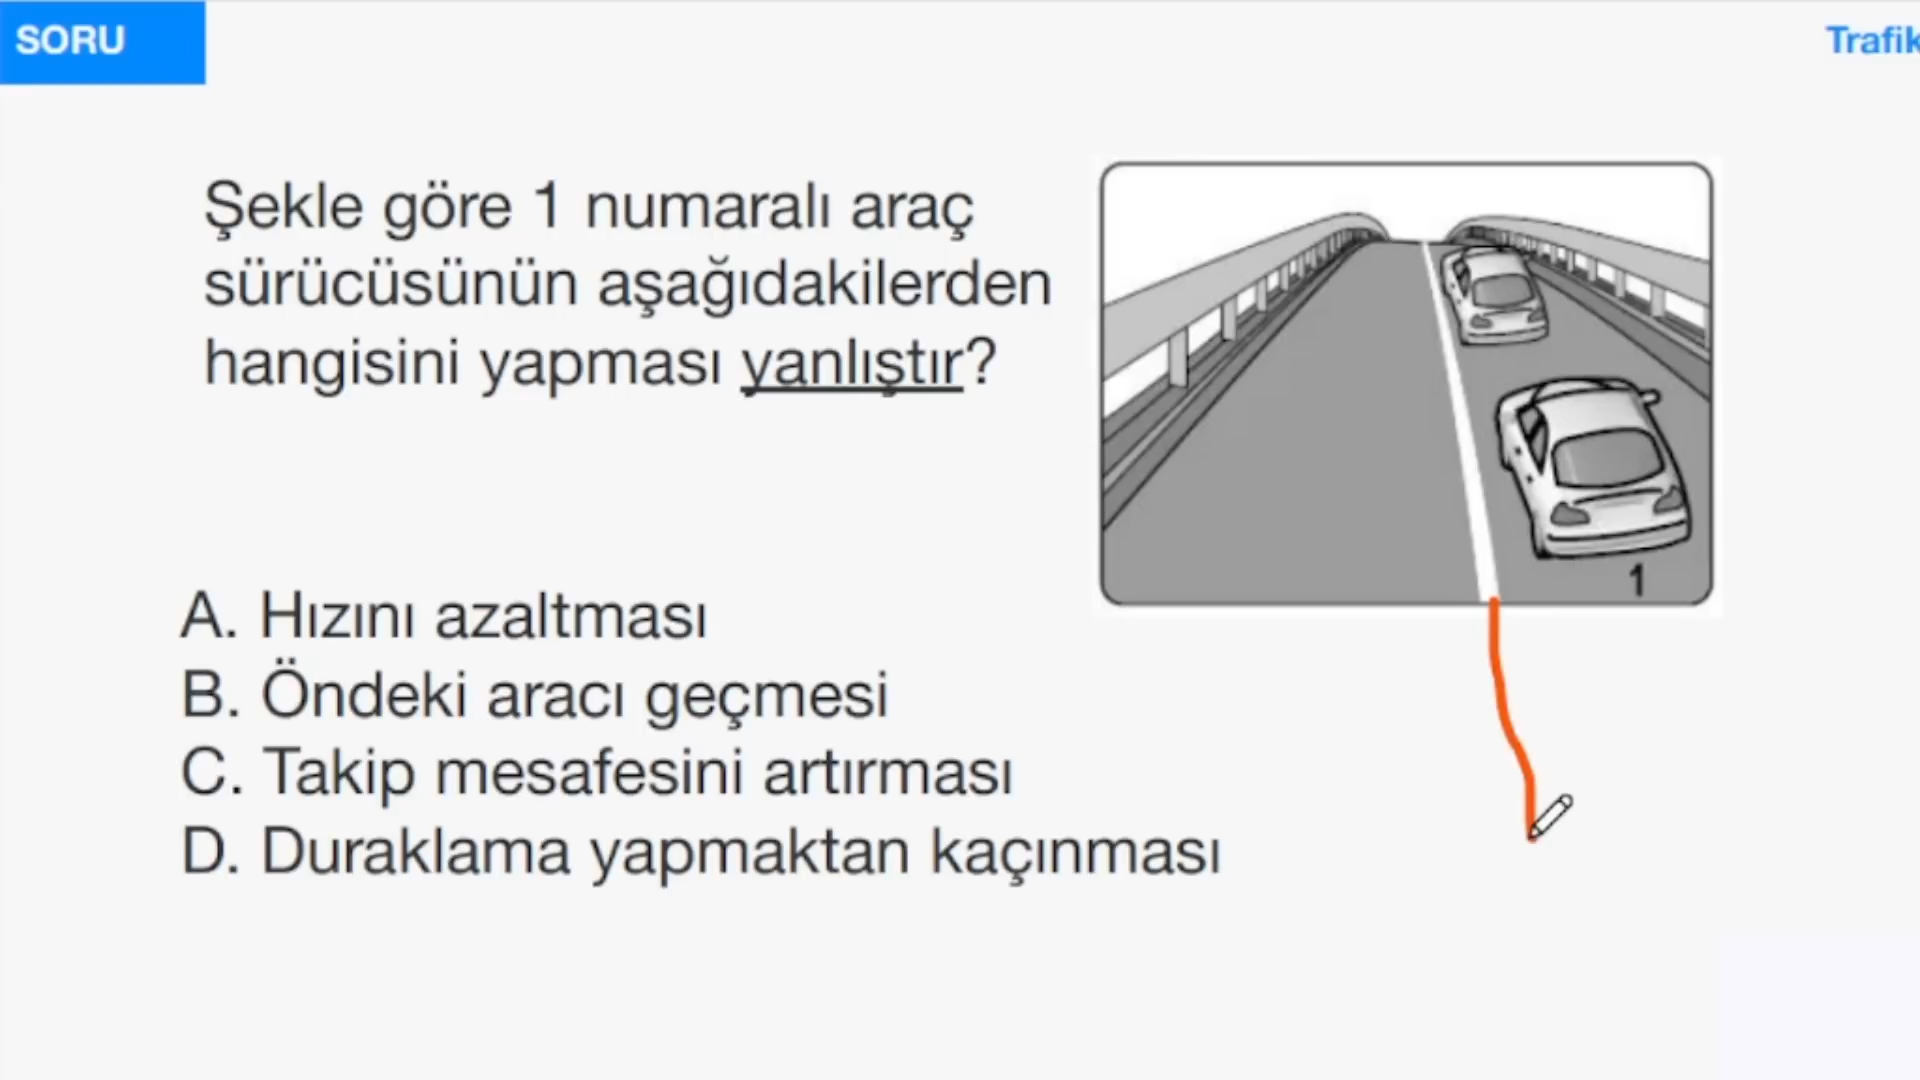 SORU
Trafik
Şekle göre 1 numaralı araç
sürücüsünün aşağıdakilerden
hangisini yapması yanlıştır?
1
A. Hızını azaltması
B. Öndeki aracı geçmesi
C. Takip mesafesini artırması
D. Duraklama yapmaktan kaçınması